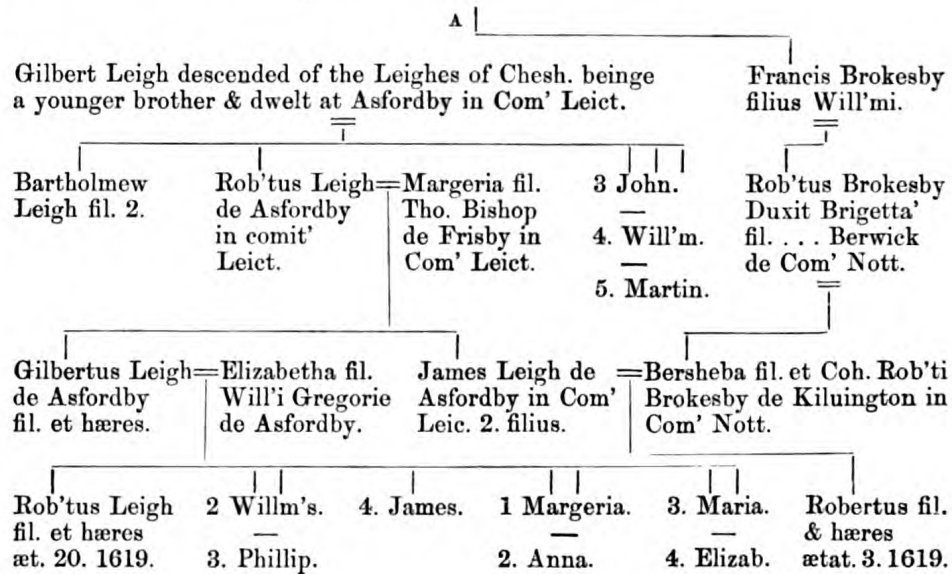 A
Gilbert Leigh descended of the Leighes of Chesh. beinge
a younger brother & dwelt at Asfordby in Com' Leict.
Francis Brokesby
filius Will'mi.
Bartholmew
Leigh fil. 2.
Rob'tus Leigh=Margeria fil.
de Asfordby
in comit'
Leict.
Tho. Bishop
de Frisby in
Com' Leict.
3 John.
—
4. Will'm.
—
5. Martin.
Rob'tus Brokesby
Duxit Brigetta'
fil. . . . Berwick
de Com' Nott.
Gilbertus Leigh=Elizabetha fil.
de Asfordby
fil. et hæres.
Will'i Gregorie
de Asfordby.
James Leigh de
Asfordby in Com'
Leic. 2. filius.
=Bersheba fil. et Coh. Rob'ti
Brokesby de Kiluington in
Com' Nott.
Rob'tus Leigh
fil. et hæres
æt. 20. 1619.
2 Willm's.
—
3. Phillip.
4. James.
1 Margeria.
—
2. Anna.
3. Maria.
—
4. Elizab.
Robertus fil.
& hæres
ætat. 3. 1619.